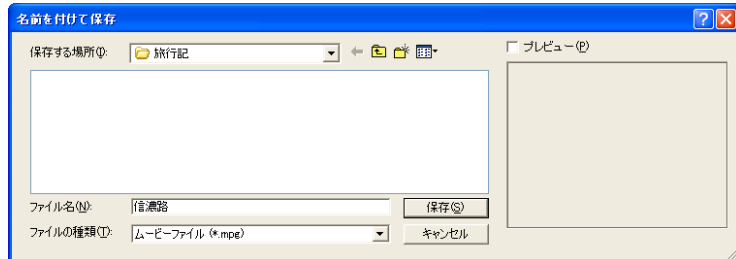 名前を付けて保存
保存する場所(I): 旅行記
プレビュー(P)
ファイル名(N): 信濃路 保存(S)
ファイルの種類(T): ムービーファイル (*.mpg) キャンセル